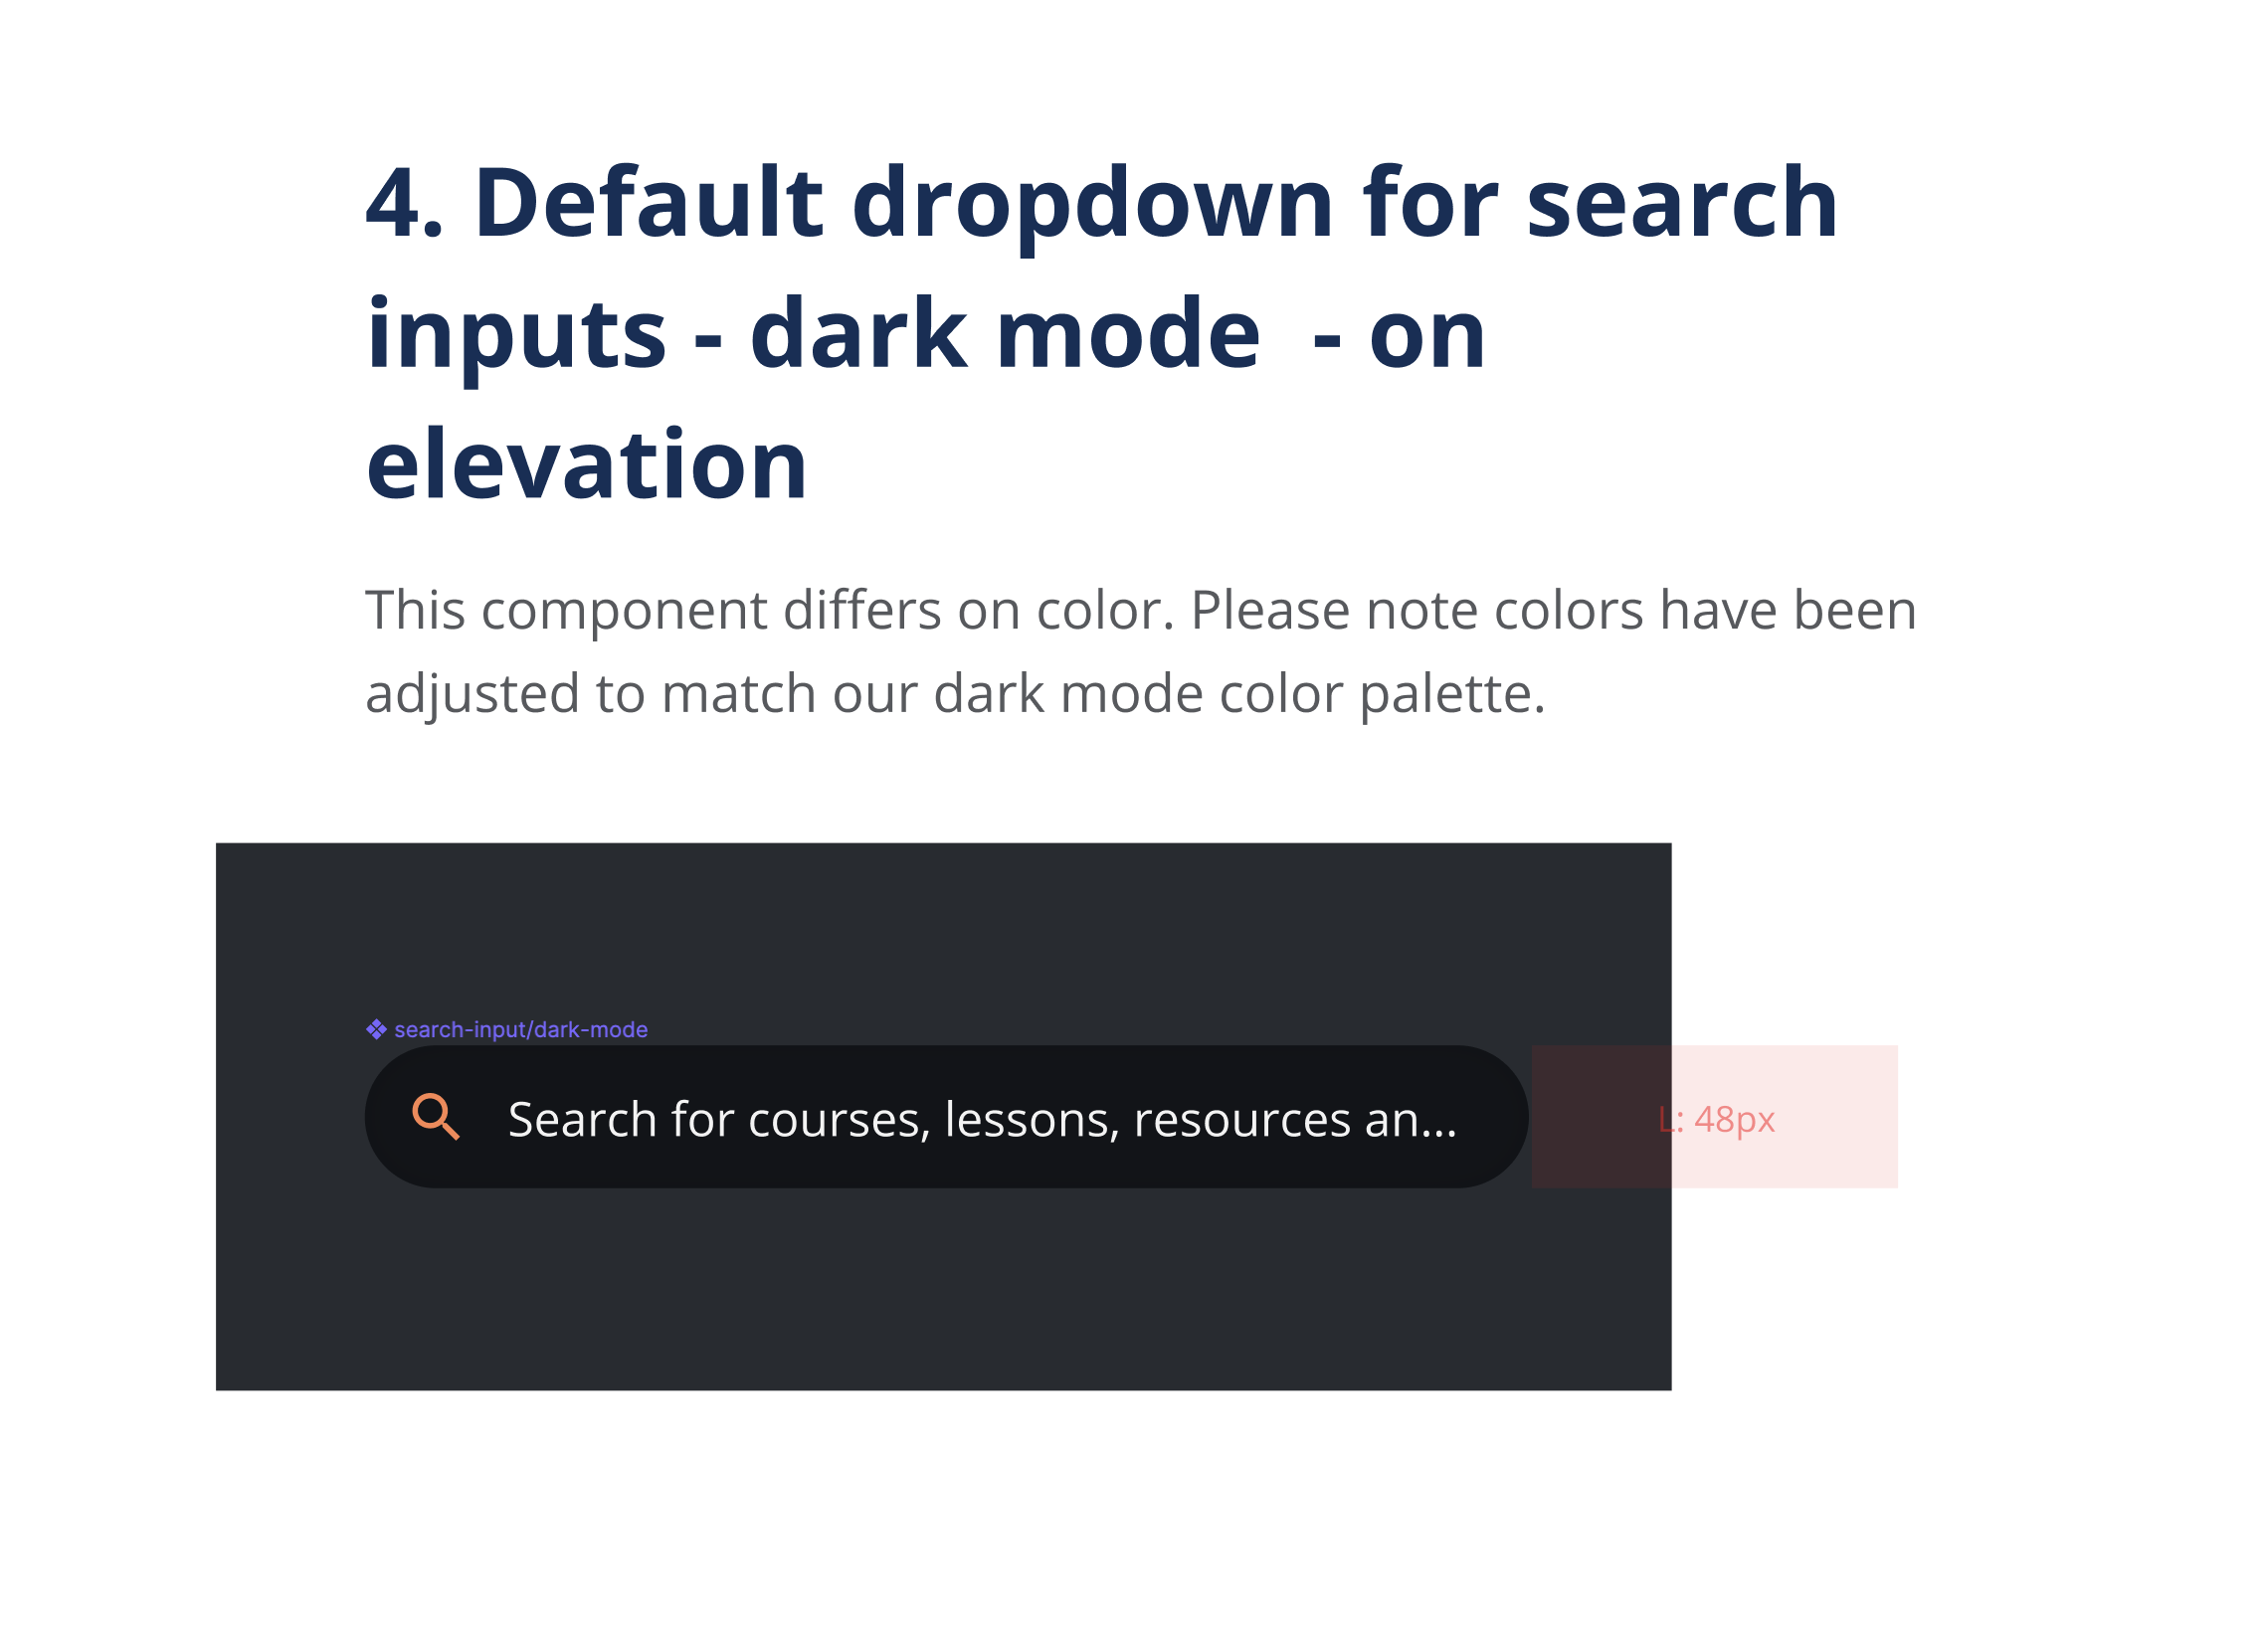 4. Default dropdown for search
inputs - dark mode  - on
elevation
This component differs on color. Please note colors have been
adjusted to match our dark mode color palette.
search-input/dark-mode
Search for courses, lessons, resources an...
L: 48px